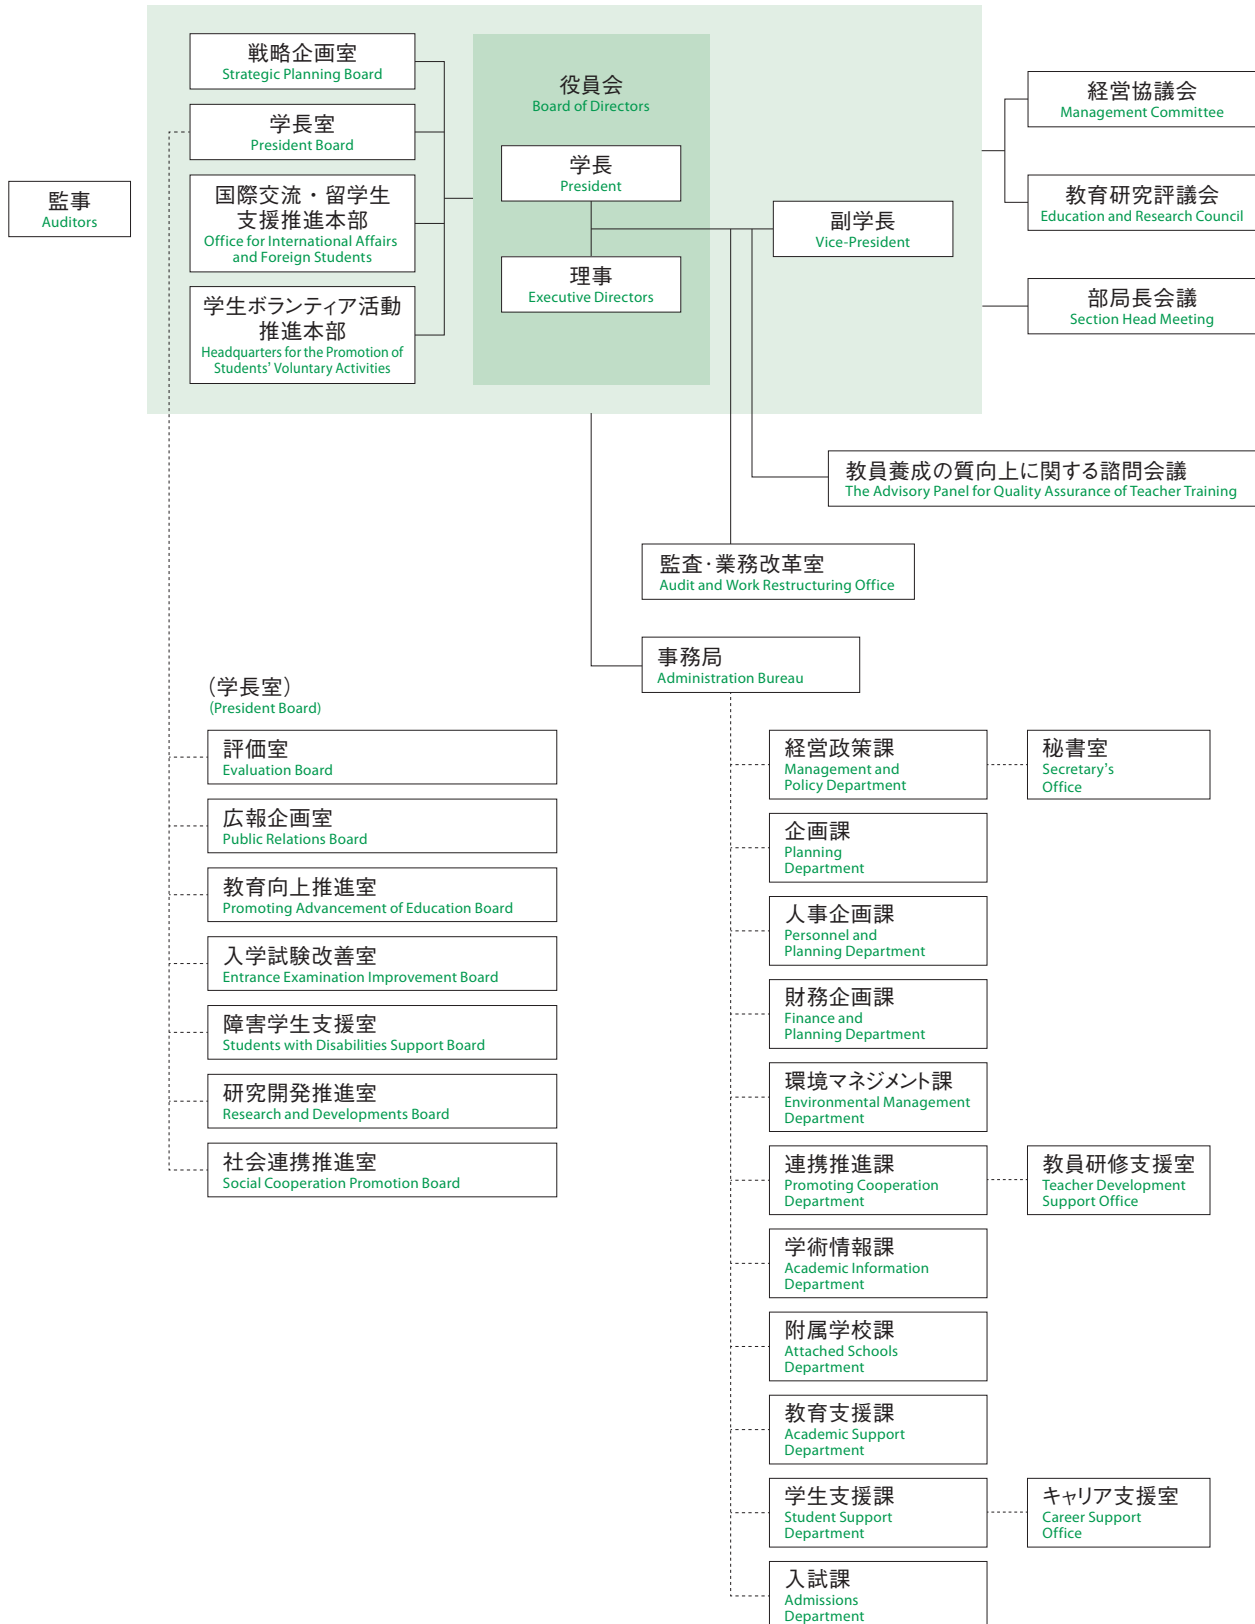 戦略企画室
Strategic Planning Board
学長室
President Board
国際交流・留学生
支援推進本部
Office for International Affairs
and Foreign Students
学生ボランティア活動
推進本部
Headquarters for the Promotion of
Students' Voluntary Activities
監事
Auditors
役員会
Board of Directors
学長
President
理事
Executive Directors
副学長
Vice-President
経営協議会
Management Committee
教育研究評議会
Education and Research Council
部局長会議
Section Head Meeting
教員養成の質向上に関する諮問会議
The Advisory Panel for Quality Assurance of Teacher Training
監査・業務改革室
Audit and Work Restructuring Office
事務局
Administration Bureau
(学長室)
(President Board)
評価室
Evaluation Board
広報企画室
Public Relations Board
教育向上推進室
Promoting Advancement of Education Board
入学試験改善室
Entrance Examination Improvement Board
障害学生支援室
Students with Disabilities Support Board
研究開発推進室
Research and Developments Board
社会連携推進室
Social Cooperation Promotion Board
経営政策課
Management and
Policy Department
秘書室
Secretary's
Office
企画課
Planning
Department
人事企画課
Personnel and
Planning Department
財務企画課
Finance and
Planning Department
環境マネジメント課
Environmental Management
Department
連携推進課
Promoting Cooperation
Department
教員研修支援室
Teacher Development
Support Office
学術情報課
Academic Information
Department
附属学校課
Attached Schools
Department
教育支援課
Academic Support
Department
学生支援課
Student Support
Department
キャリア支援室
Career Support
Office
入試課
Admissions
Department